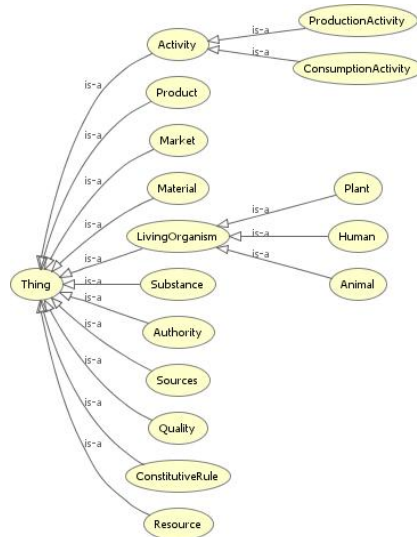 ProductionActivity
Activity
is-a
is-a
ConsumptionActivity
is-a
Product
is-a
Market
is-a
Material
is-a
is-a
Plant
LivingOrganism
is-a
Human
is-a
is-a
Animal
Thing
is-a
Substance
is-a
Authority
is-a
Sources
is-a
Quality
is-a
ConstitutiveRule
is-a
Resource